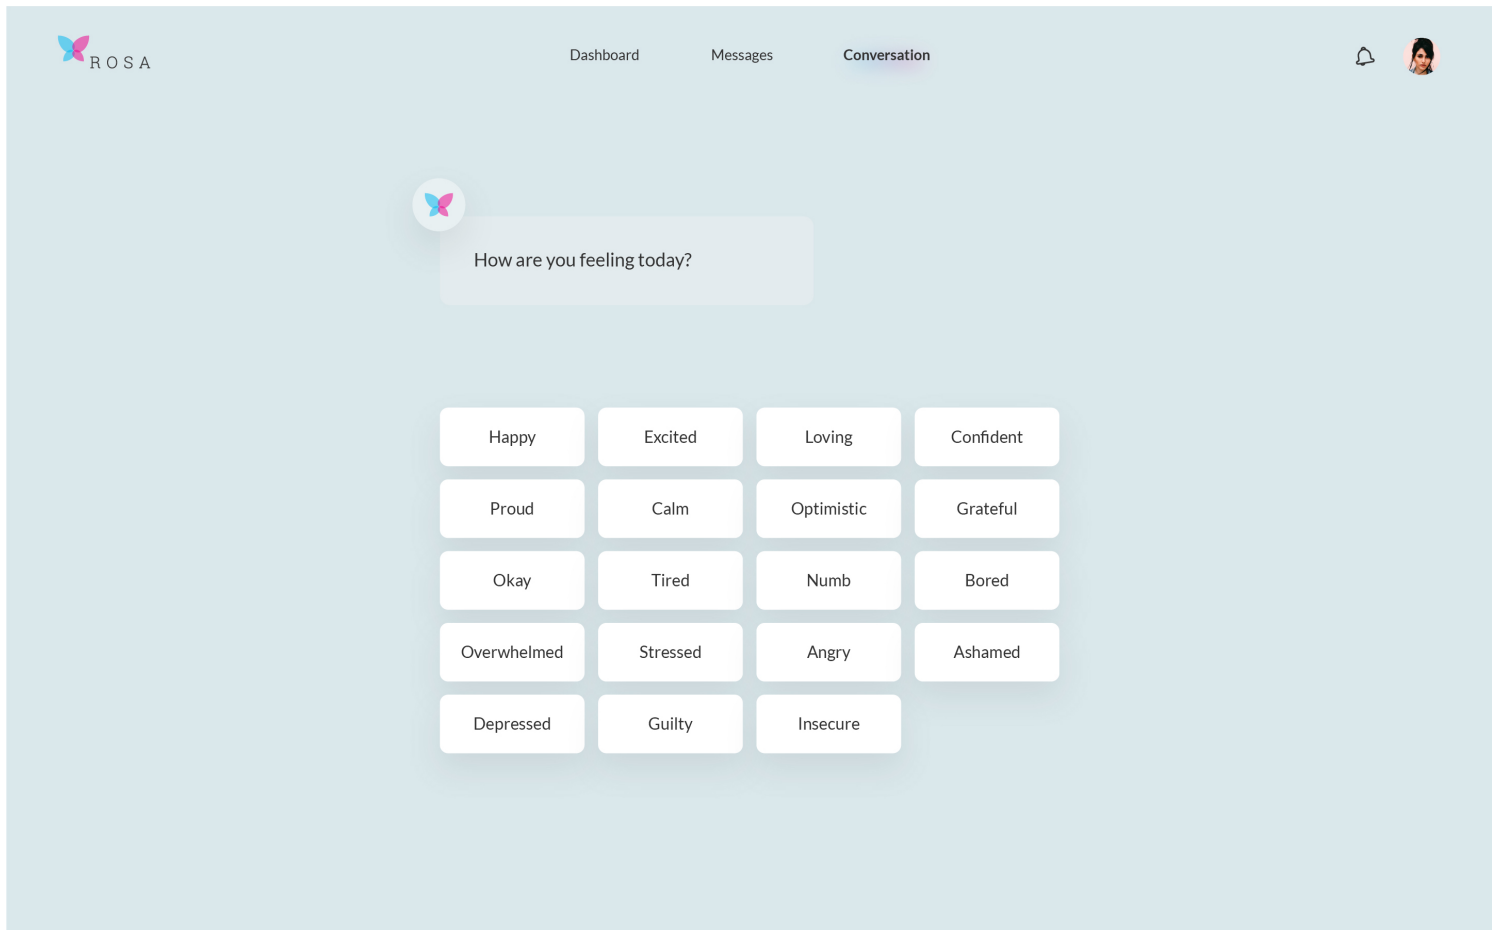 ROSA
Dashboard Messages Conversation
How are you feeling today?
Happy Excited Loving Confident
Proud Calm Optimistic Grateful
Okay Tired Numb Bored
Overwhelmed Stressed Angry Ashamed
Depressed Guilty Insecure